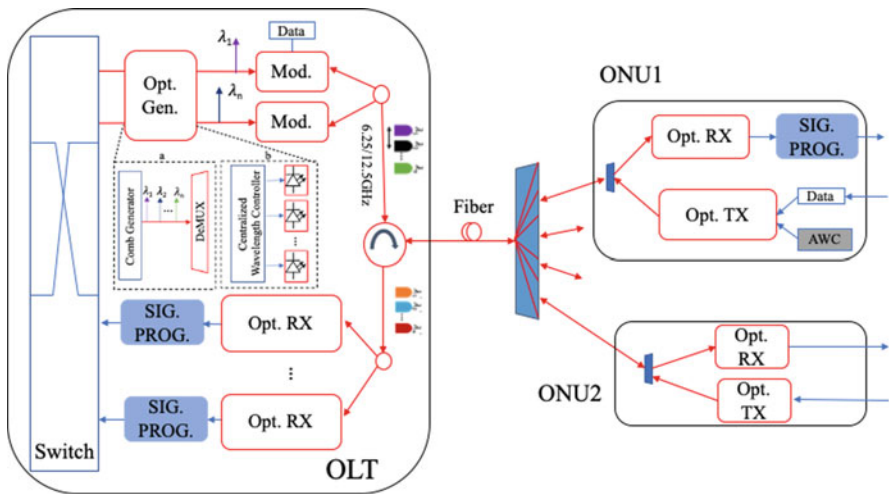 Data
λ1
Mod.
Opt.
Gen.
λn
Mod.
6.25/12.5GHz
a
b
Comb Generator
λ1 λ2 ... λn
DeMUX
Centralized
Wavelength Controller
...
SIG.
PROG.
Opt. RX
...
SIG.
PROG.
Opt. RX
Switch
OLT
Fiber
ONU1
Opt. RX
SIG.
PROG.
Opt. TX
Data
AWC
ONU2
Opt.
RX
Opt.
TX